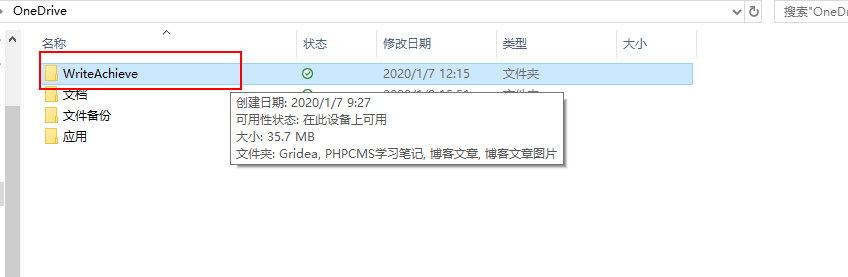 OneDrive
搜索"OneD
名称 状态 修改日期 类型 大小
WriteAchieve 2020/1/7 12:15 文件夹
文档
文件备份
应用
创建日期: 2020/1/7 9:27
可用性状态: 在此设备上可用
大小: 35.7 MB
文件夹: Gridea, PHPCMS学习笔记, 博客文章, 博客文章图片